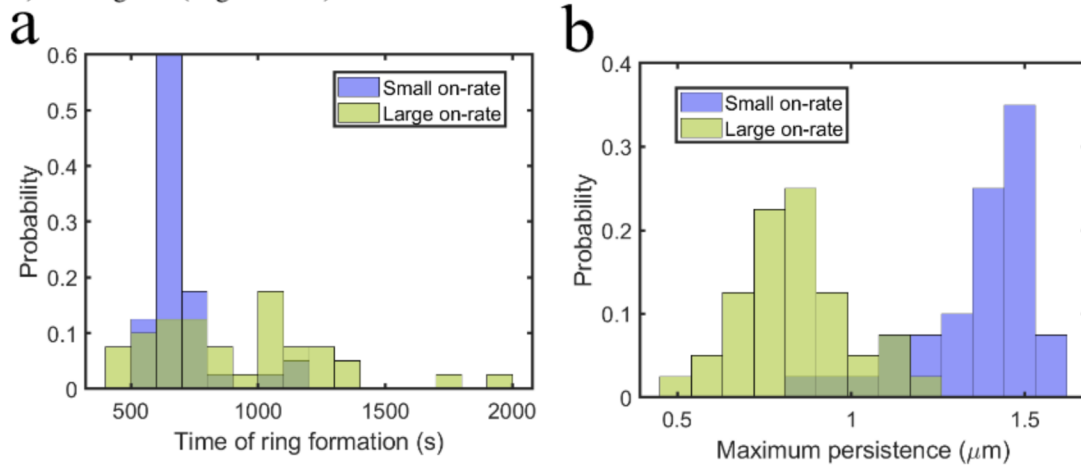 a
0.6
0.5
0.4
0.3
0.2
0.1
0
Probability
Small on-rate
Large on-rate
500
1000
1500
2000
Time of ring formation (s)
b
0.4
0.3
0.2
0.1
0
Probability
Small on-rate
Large on-rate
0.5
1
1.5
Maximum persistence (μm)